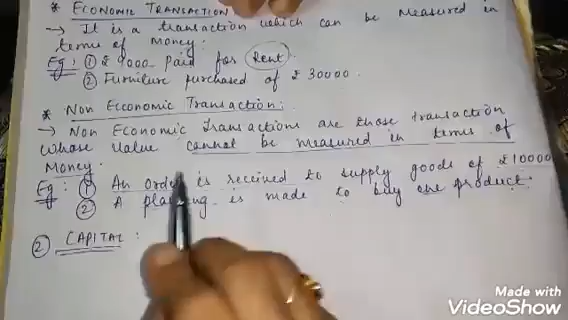 * ECONOMIC TRANSACTION
→ It is a transaction which can be measured in
terms of Money.
Eg: ① ₹ 9000 paid for Rent
② Furniture purchased of ₹ 30000.
* Non Economic Transaction:
→ Non Economic Transactions are those transaction
whose value cannot be measured in terms of
Money.
Eg: ① An order is received to supply goods of ₹ 10000
② A planning is made to buy one product.
② CAPITAL:
Made with
VideoShow